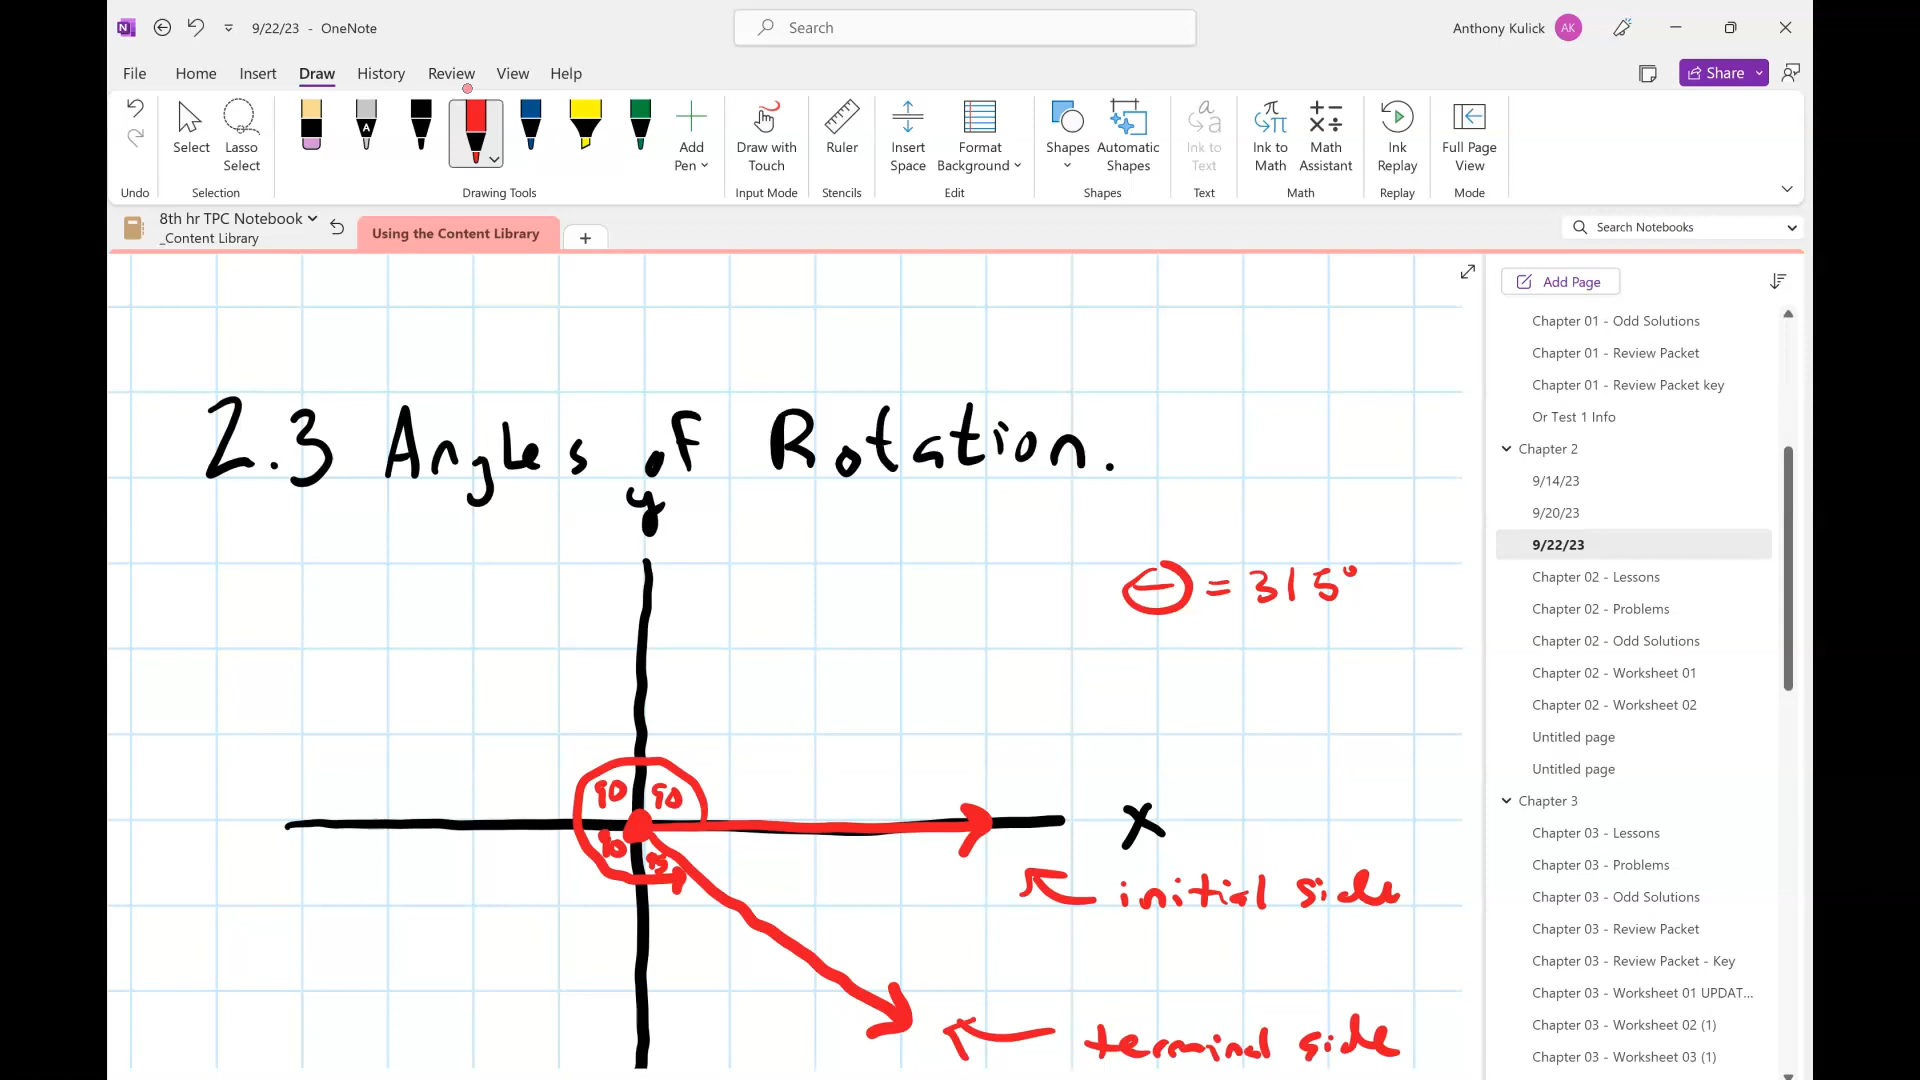 9/22/23 - OneNote
Search
Anthony Kulick AK
File Home Insert Draw History Review View Help
Share
Select
Lasso Select
A
Add Pen
Draw with Touch
Ruler
Insert Space
Format Background
Shapes
Automatic Shapes
a a
Ink to Text
Ink to Math
Math Assistant
Ink Replay
Full Page View
Undo Selection Drawing Tools Input Mode Stencils Edit Shapes Text Math Replay Mode
8th hr TPC Notebook
_Content Library
Using the Content Library
+
Search Notebooks
2.3 Angles of Rotation.
y
θ = 315°
90 90
90 45
x
initial side
terminal side
Add Page
Chapter 01 - Odd Solutions
Chapter 01 - Review Packet
Chapter 01 - Review Packet key
Or Test 1 Info
Chapter 2
9/14/23
9/20/23
9/22/23
Chapter 02 - Lessons
Chapter 02 - Problems
Chapter 02 - Odd Solutions
Chapter 02 - Worksheet 01
Chapter 02 - Worksheet 02
Untitled page
Untitled page
Chapter 3
Chapter 03 - Lessons
Chapter 03 - Problems
Chapter 03 - Odd Solutions
Chapter 03 - Review Packet
Chapter 03 - Review Packet - Key
Chapter 03 - Worksheet 01 UPDAT...
Chapter 03 - Worksheet 02 (1)
Chapter 03 - Worksheet 03 (1)